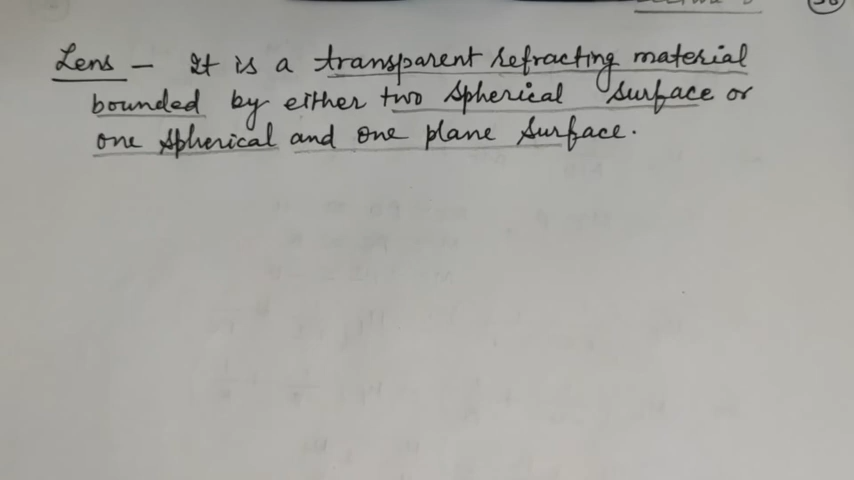 Lens – It is a transparent refracting material
bounded by either two spherical surface or
one spherical and one plane surface.